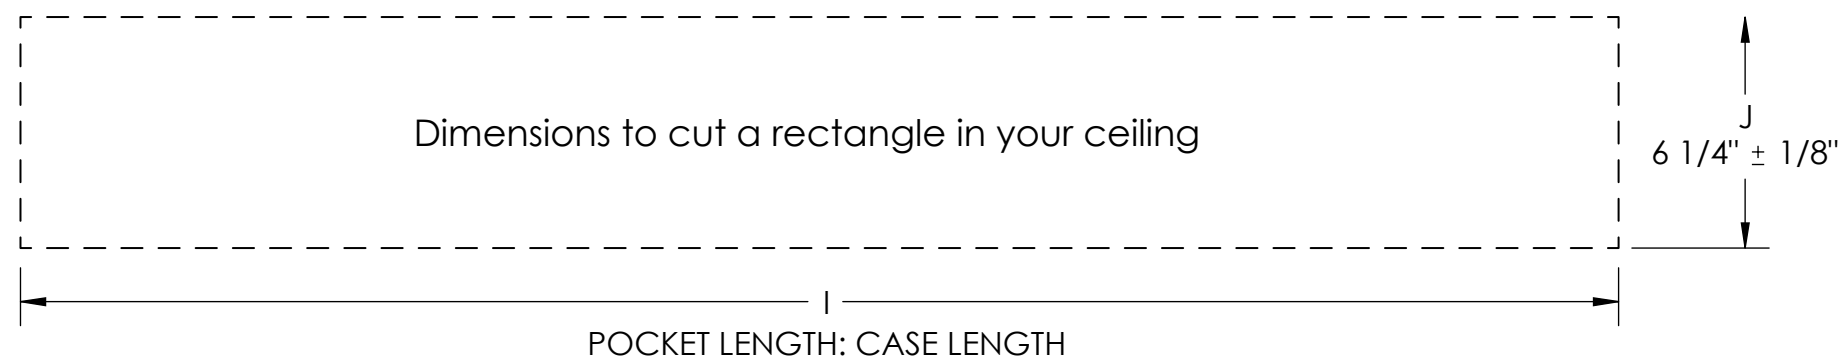 Dimensions to cut a rectangle in your ceiling
J
6 1/4" ± 1/8"
I
POCKET LENGTH: CASE LENGTH